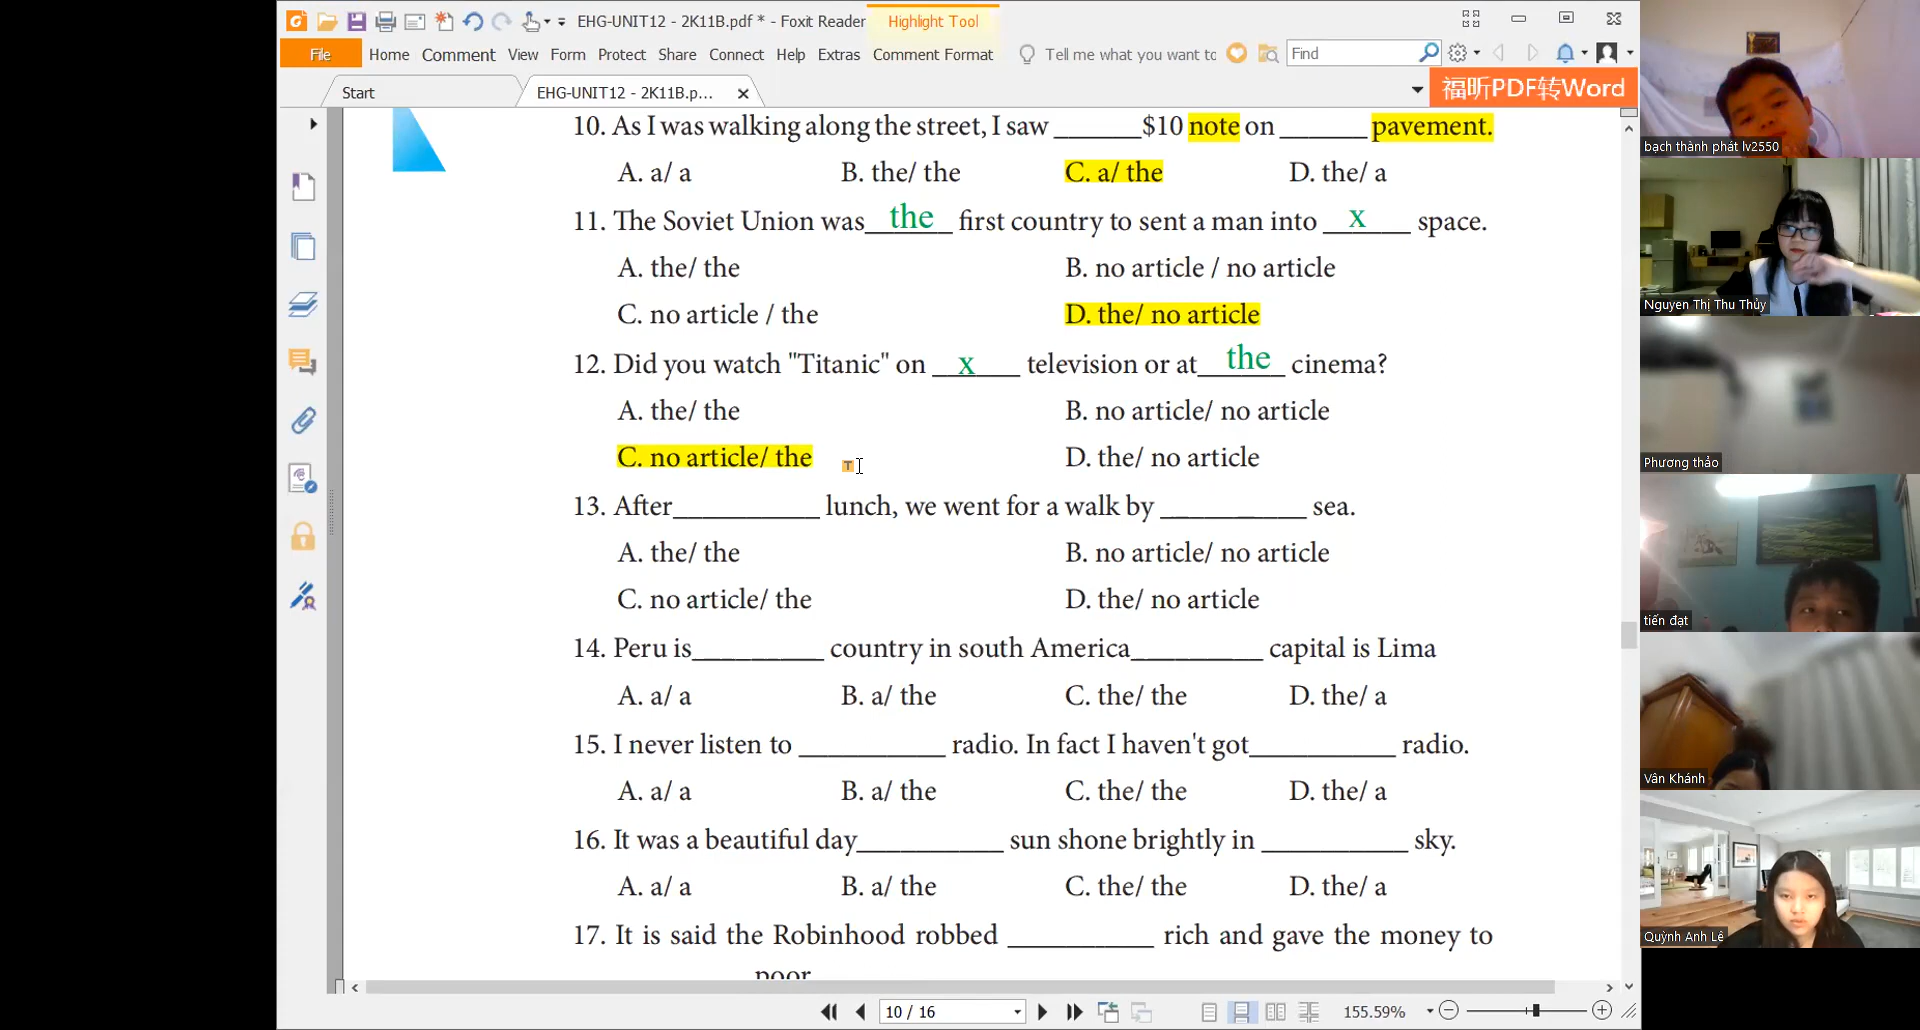 EHG-UNIT12 - 2K11B.pdf * - Foxit Reader
Highlight Tool
File Home Comment View Form Protect Share Connect Help Extras Comment Format Tell me what you want to Find
Start
EHG-UNIT12 - 2K11B.p...
福昕PDF转Word
10. As I was walking along the street, I saw ______$10 note on ______ pavement.
A. a/ a B. the/ the C. a/ the D. the/ a
11. The Soviet Union was__the__ first country to sent a man into __x__ space.
A. the/ the B. no article / no article
C. no article / the D. the/ no article
12. Did you watch "Titanic" on __x__ television or at__the__ cinema?
A. the/ the B. no article/ no article
C. no article/ the D. the/ no article
13. After__________ lunch, we went for a walk by __________ sea.
A. the/ the B. no article/ no article
C. no article/ the D. the/ no article
14. Peru is_________ country in south America_________ capital is Lima
A. a/ a B. a/ the C. the/ the D. the/ a
15. I never listen to __________ radio. In fact I haven't got__________ radio.
A. a/ a B. a/ the C. the/ the D. the/ a
16. It was a beautiful day__________ sun shone brightly in __________ sky.
A. a/ a B. a/ the C. the/ the D. the/ a
17. It is said the Robinhood robbed __________ rich and gave the money to
poor
10 / 16
155.59%
bạch thành phát lv2550
Nguyen Thị Thu Thủy
Phương thảo
tiến đạt
Vân Khánh
Quỳnh Anh Lê